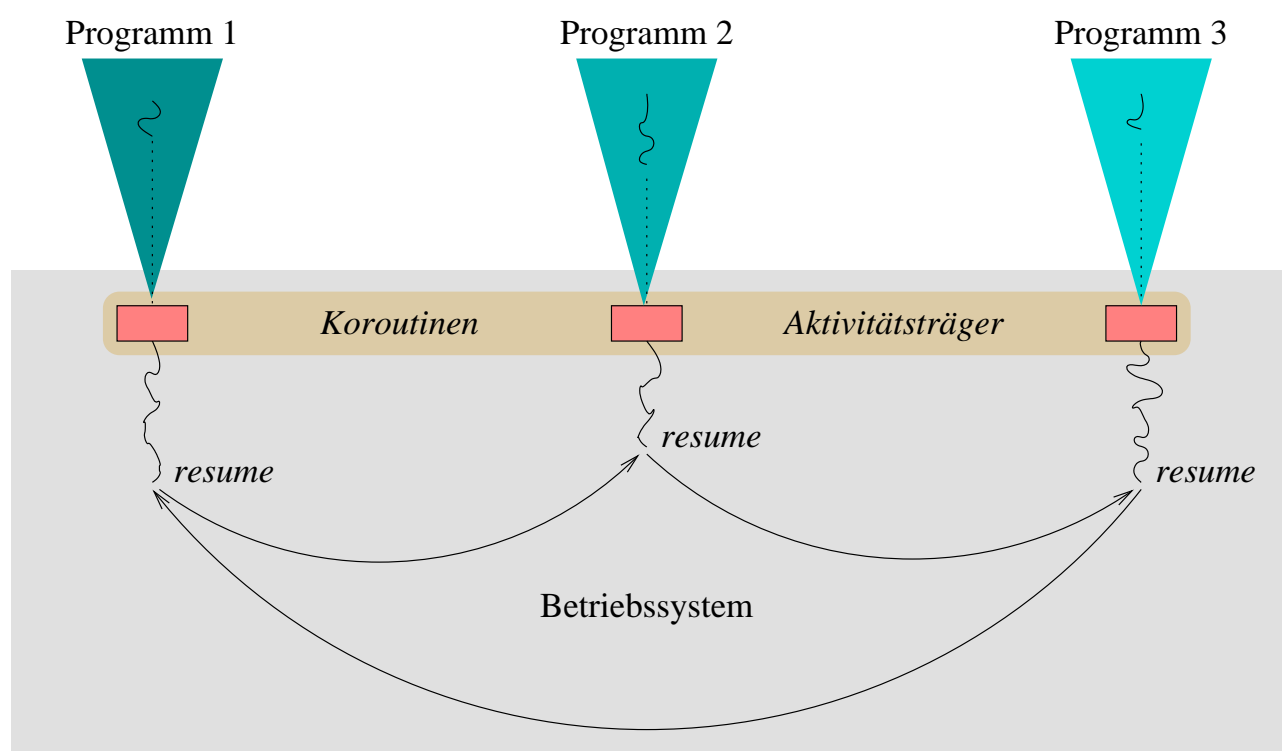 Programm 1
Programm 2
Programm 3
Koroutinen
Aktivitätsträger
resume
resume
resume
Betriebssystem